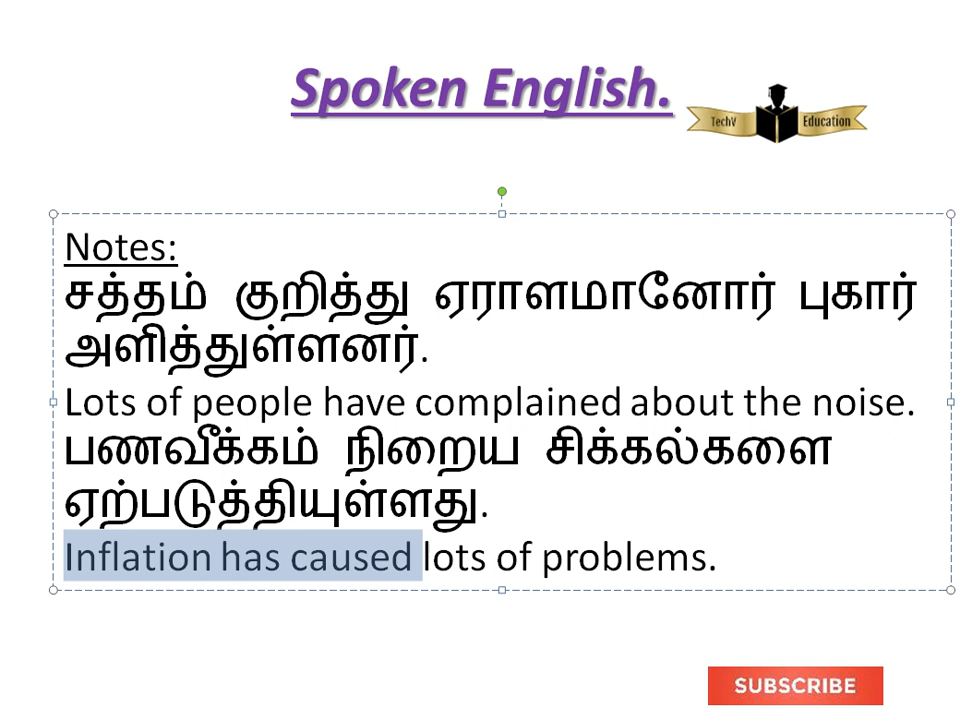 Spoken English.
TechV Education
Notes:
சத்தம் குறித்து ஏராளமானோர் புகார்
அளித்துள்ளனர்.
Lots of people have complained about the noise.
பணவீக்கம் நிறைய சிக்கல்களை
ஏற்படுத்தியுள்ளது.
Inflation has caused lots of problems.
SUBSCRIBE